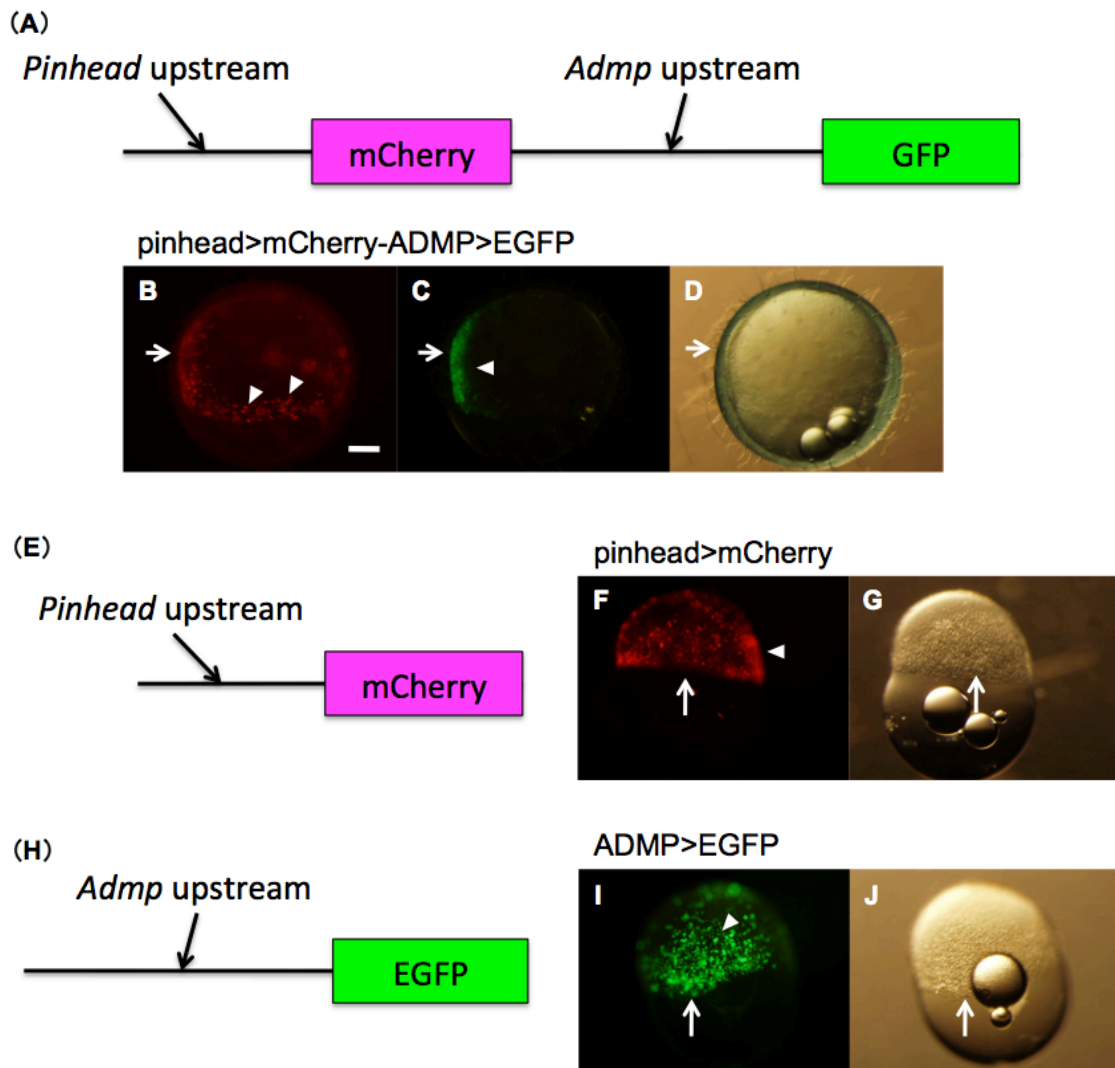 (A)
Pinhead upstream
Admp upstream
mCherry
GFP
pinhead>mCherry-ADMP>EGFP
B
C
D
(E)
pinhead>mCherry
Pinhead upstream
mCherry
F
G
(H)
ADMP>EGFP
Admp upstream
EGFP
I
J